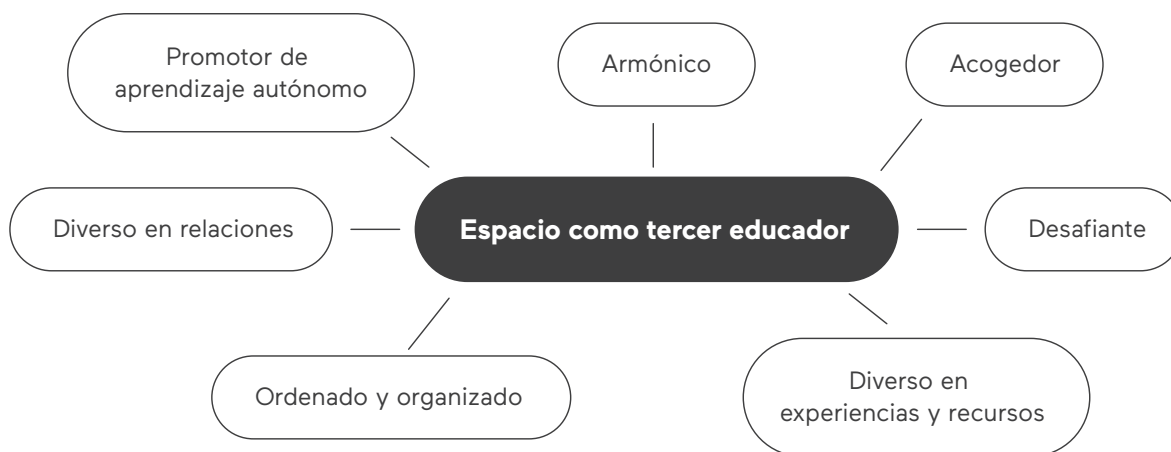 Promotor de
aprendizaje autónomo
Armónico
Acogedor
Diverso en relaciones
Espacio como tercer educador
Desafiante
Ordenado y organizado
Diverso en
experiencias y recursos